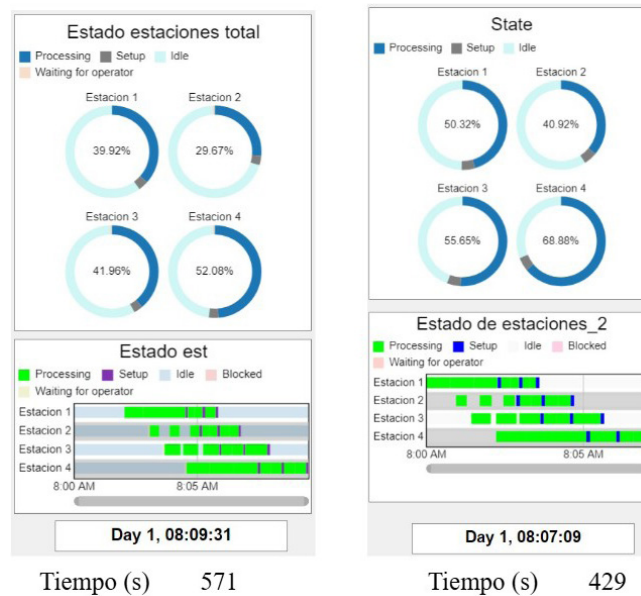 Estado estaciones total
Processing Setup Idle
Waiting for operator
Estacion 1 Estacion 2
39.92% 29.67%
Estacion 3 Estacion 4
41.96% 52.08%
Estado est
Processing Setup Idle Blocked
Waiting for operator
Estacion 1
Estacion 2
Estacion 3
Estacion 4
8:00 AM 8:05 AM
Day 1, 08:09:31
Tiempo (s) 571
State
Processing Setup Idle
Estacion 1 Estacion 2
50.32% 40.92%
Estacion 3 Estacion 4
55.65% 68.88%
Estado de estaciones_2
Processing Setup Idle Blocked
Waiting for operator
Estacion 1
Estacion 2
Estacion 3
Estacion 4
8:00 AM 8:05 AM
Day 1, 08:07:09
Tiempo (s) 429